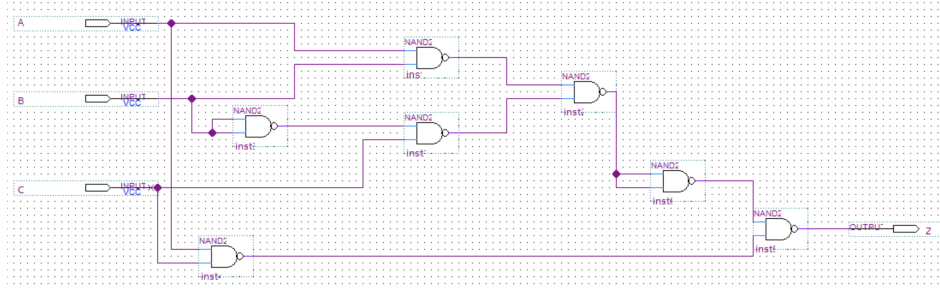 A
INPUT
VCC
NAND2
inst
B
INPUT
VCC
NAND2
inst
NAND2
inst
NAND2
inst
C
INPUT
VCC
NAND2
inst
NAND2
inst
NAND2
inst
OUTPUT
Z